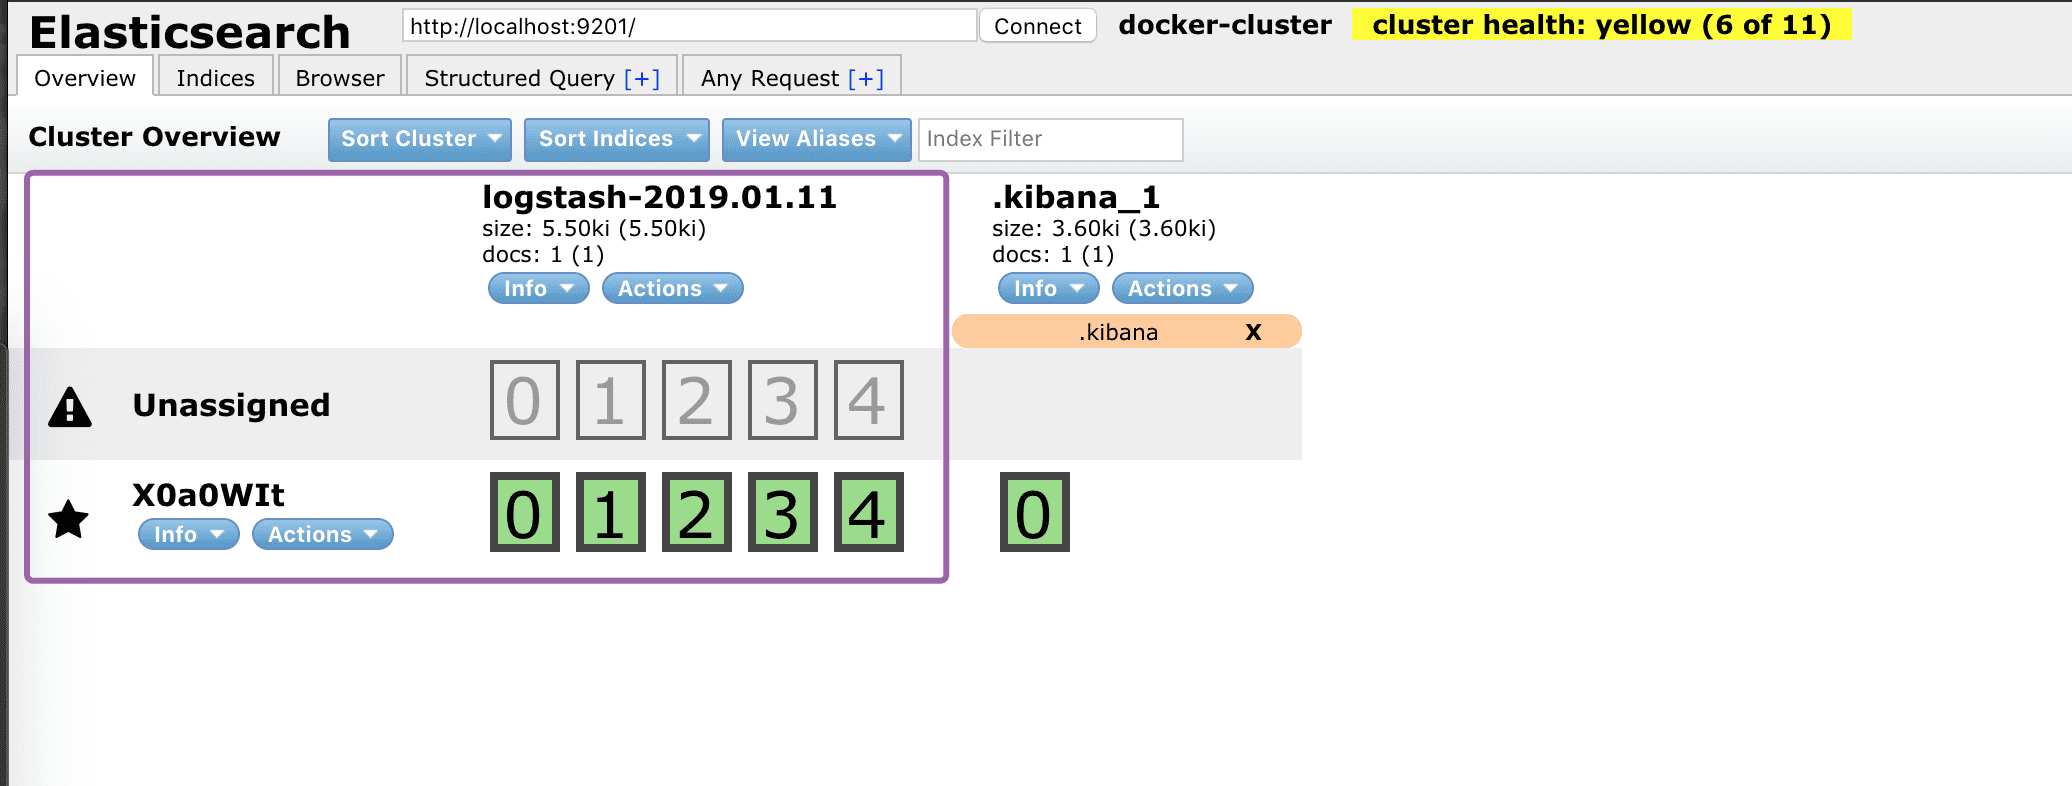 Elasticsearch
http://localhost:9201/
Connect
docker-cluster
cluster health: yellow (6 of 11)
Overview
Indices
Browser
Structured Query [+]
Any Request [+]
Cluster Overview
Sort Cluster
Sort Indices
View Aliases
Index Filter
logstash-2019.01.11
size: 5.50ki (5.50ki)
docs: 1 (1)
Info
Actions
.kibana_1
size: 3.60ki (3.60ki)
docs: 1 (1)
Info
Actions
.kibana X
Unassigned
0 1 2 3 4
X0a0WIt
Info
Actions
0 1 2 3 4
0